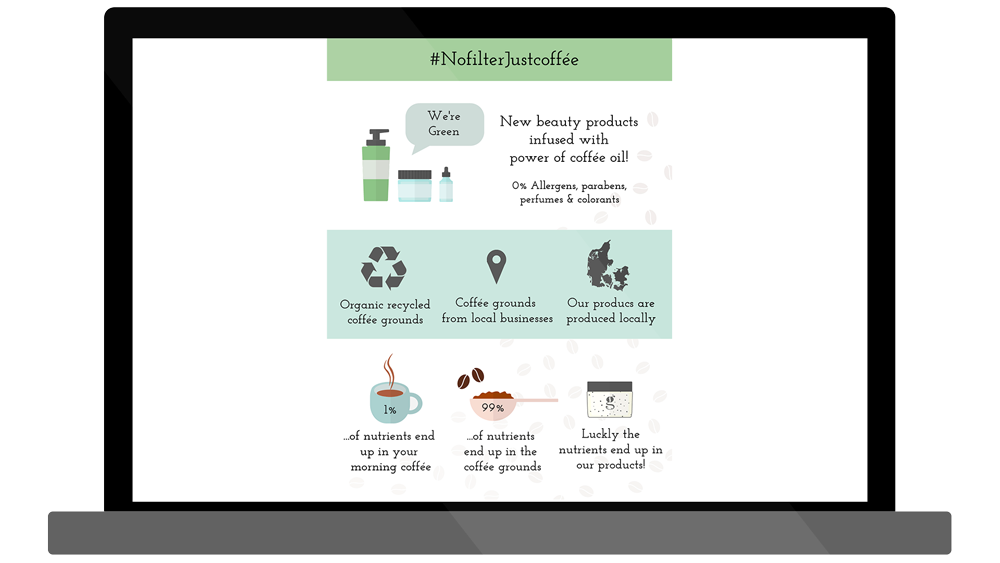 #NofilterJustcoffée
We're
Green
New beauty products
infused with
power of coffée oil!
0% Allergens, parabens,
perfumes & colorants
Organic recycled
coffée grounds
Coffée grounds
from local businesses
Our producs are
produced locally
1%
...of nutrients end
up in your
morning coffée
99%
...of nutrients
end up in the
coffée grounds
g
Luckly the
nutrients end up in
our products!